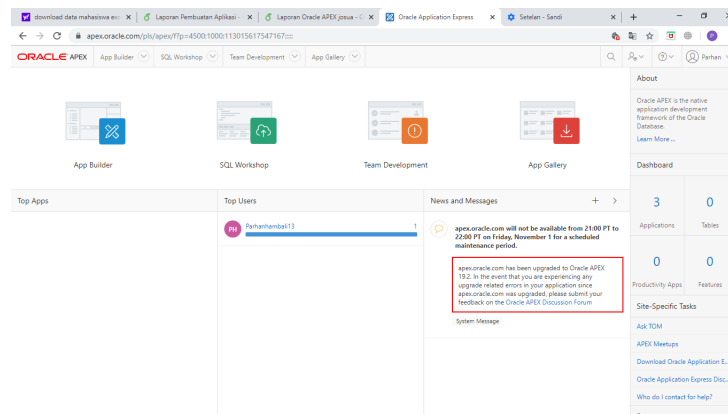 download data mahasiswa exc
Laporan Pembuatan Aplikasi -
Laporan Oracle APEX josua -
Oracle Application Express
Setelan - Sandi
apex.oracle.com/pls/apex/f?p=4500:1000:113015617547167:::::
ORACLE APEX App Builder SQL Workshop Team Development App Gallery Parhan
App Builder
SQL Workshop
Team Development
App Gallery
Top Apps
Top Users
PH Parhanhambali13 1
News and Messages
apex.oracle.com will not be available from 21:00 PT to
22:00 PT on Friday, November 1 for a scheduled
maintenance period.
apex.oracle.com has been upgraded to Oracle APEX
19.2. In the event that you are experiencing any
upgrade related errors in your application since
apex.oracle.com was upgraded, please submit your
feedback on the Oracle APEX Discussion Forum
System Message
About
Oracle APEX is the native
application development
framework of the Oracle
Database.
Learn More ...
Dashboard
3 0
Applications Tables
0 0
Productivity Apps Features
Site-Specific Tasks
Ask TOM
APEX Meetups
Download Oracle Application E...
Oracle Application Express Disc...
Who do I contact for help?